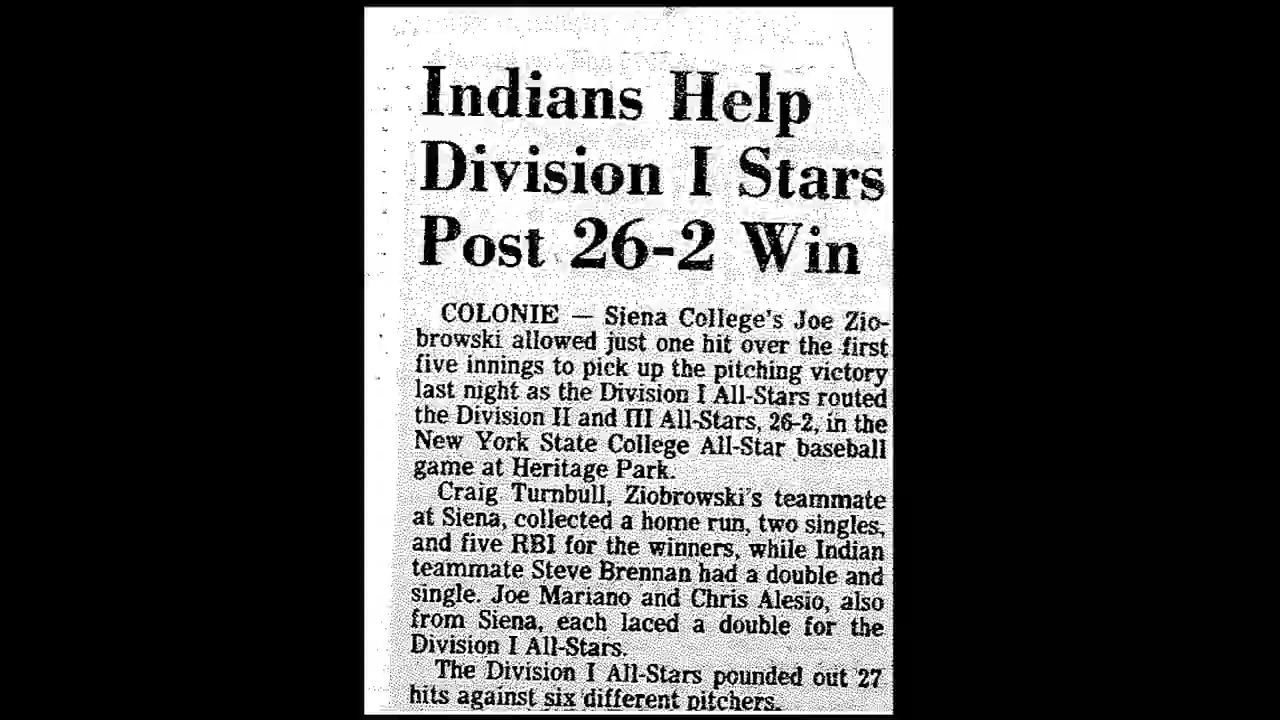 Indians Help
Division I Stars
Post 26-2 Win
COLONIE — Siena College's Joe Zio-
browski allowed just one hit over the first
five innings to pick up the pitching victory
last night as the Division I All-Stars routed
the Division II and III All-Stars, 26-2, in the
New York State College All-Star baseball
game at Heritage Park.
Craig Turnbull, Ziobrowski's teammate
at Siena, collected a home run, two singles,
and five RBI for the winners, while Indian
teammate Steve Brennan had a double and
single. Joe Mariano and Chris Alesio, also
from Siena, each laced a double for the
Division I All-Stars.
The Division I All-Stars pounded out 27
hits against six different pitchers.